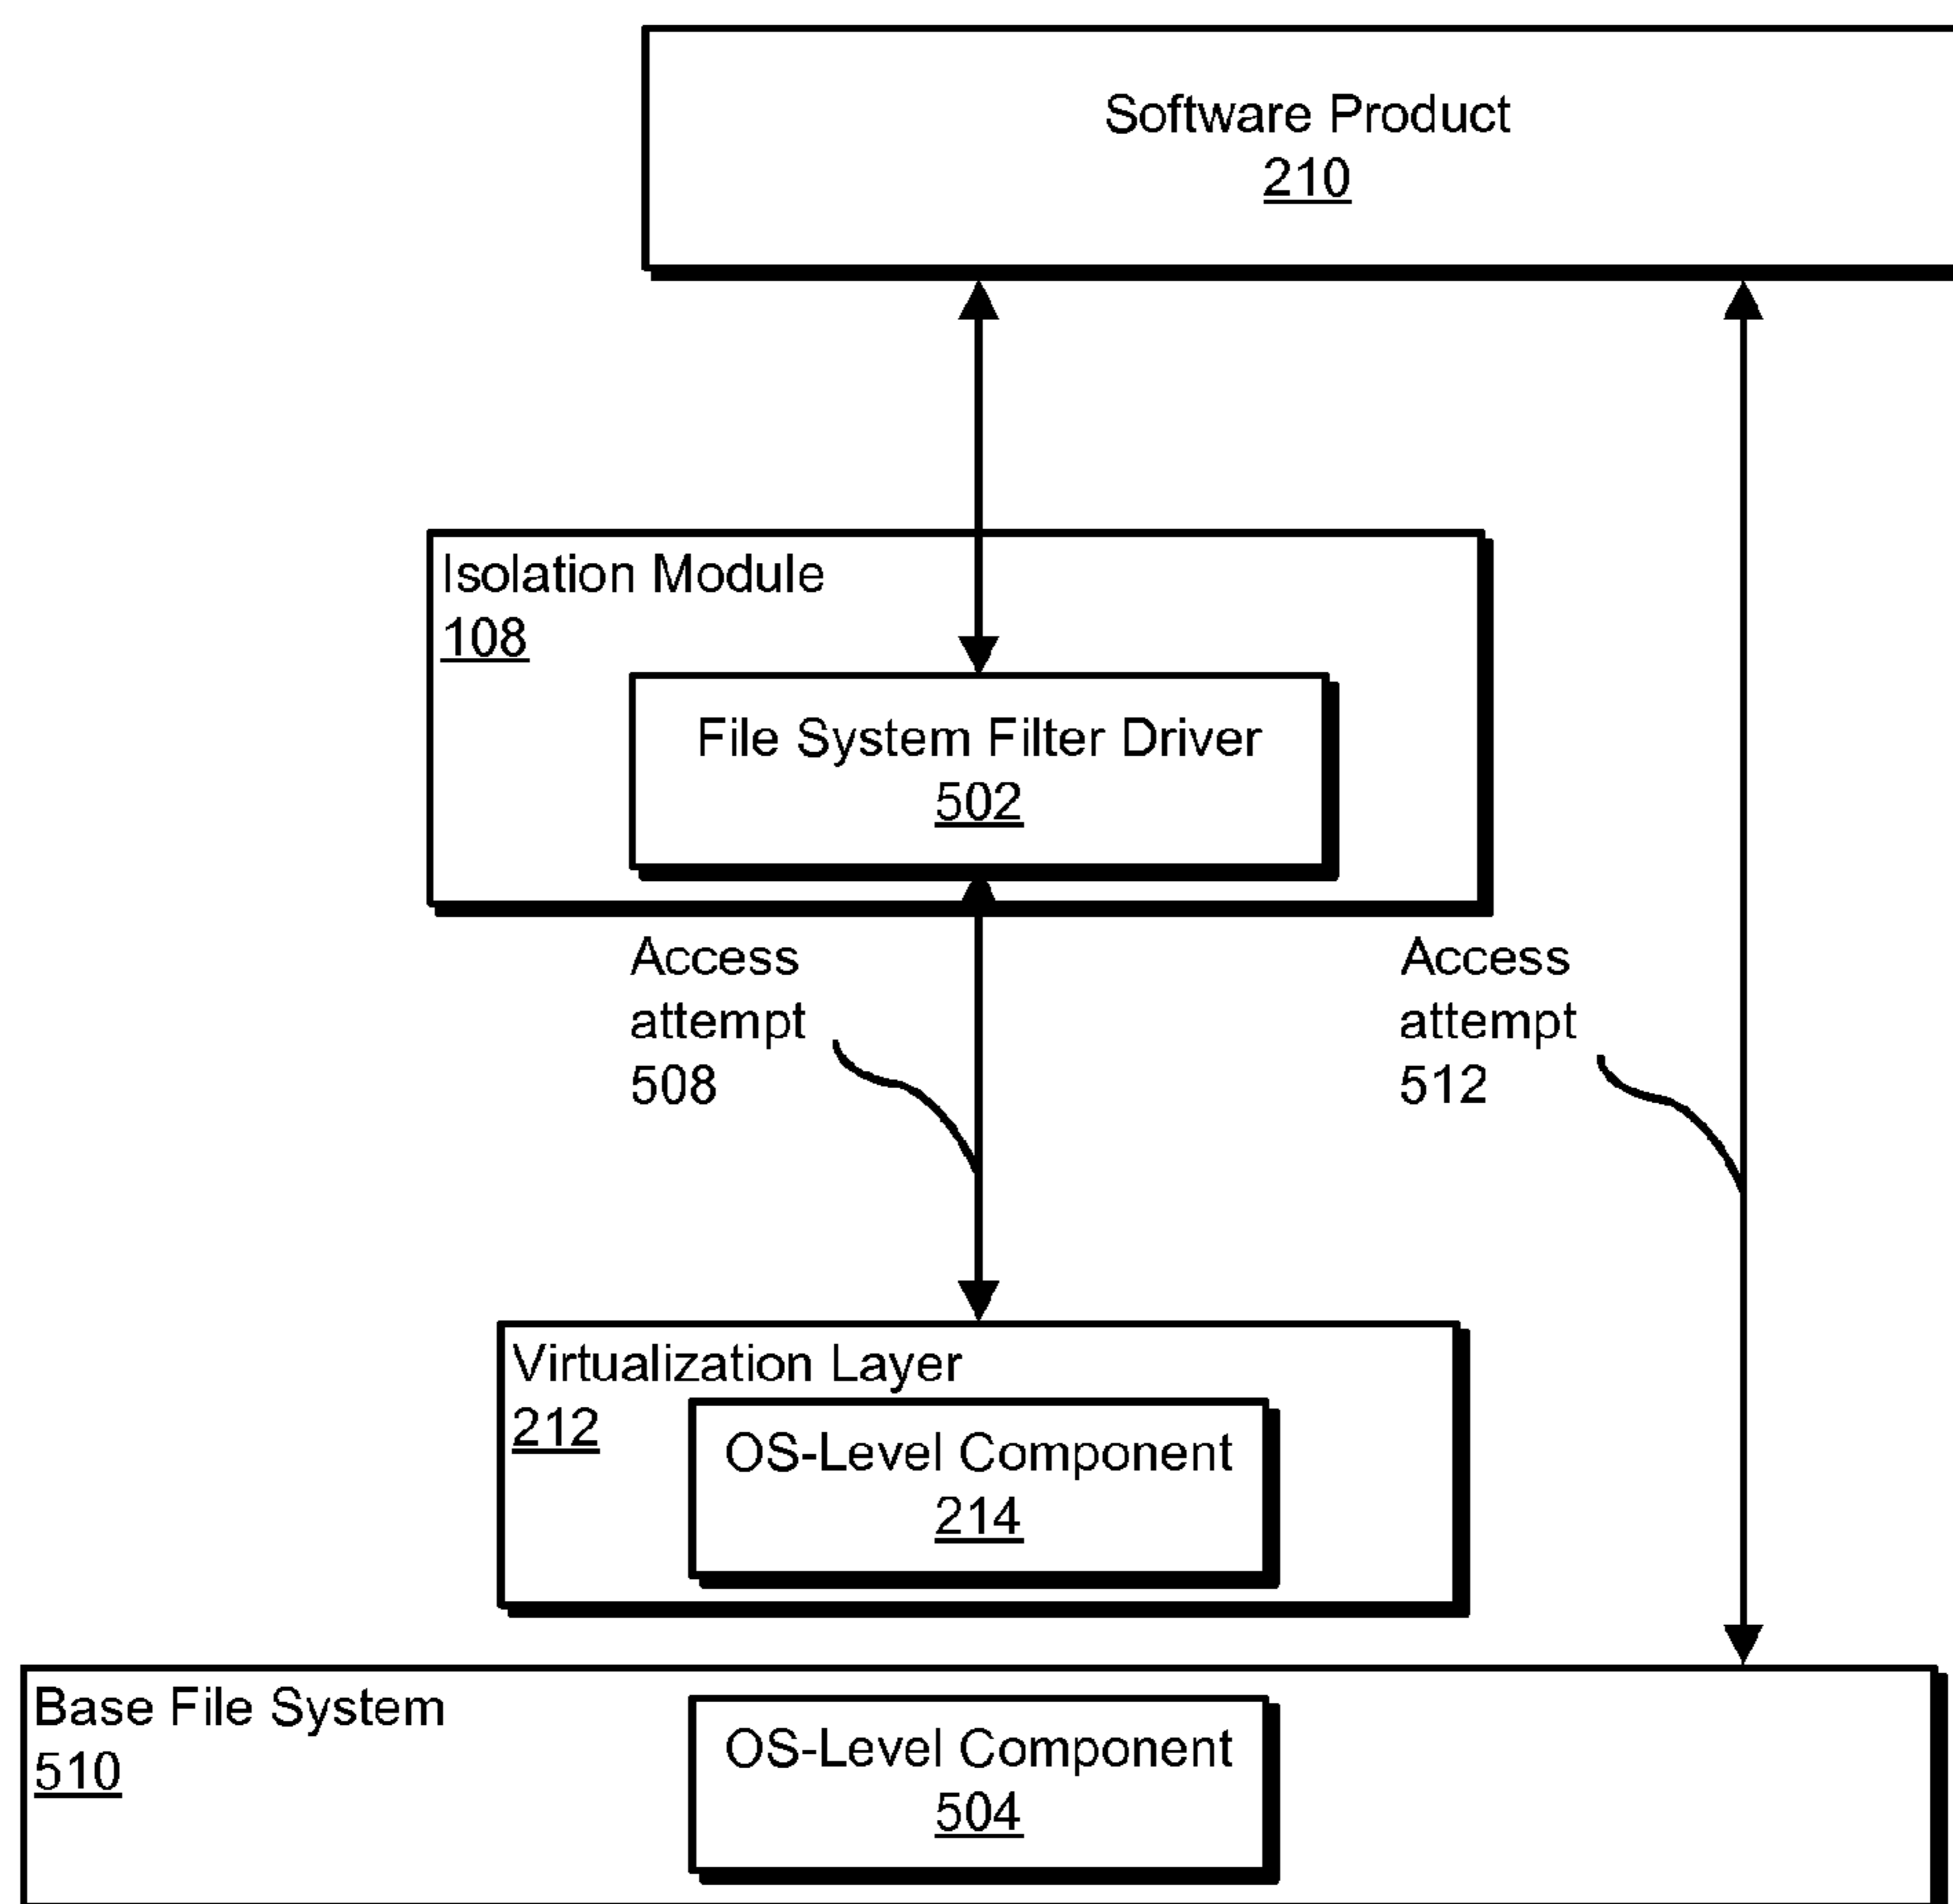 Software Product
210
Isolation Module
108
File System Filter Driver
502
Access
attempt
508
Access
attempt
512
Virtualization Layer
212
OS-Level Component
214
Base File System
510
OS-Level Component
504